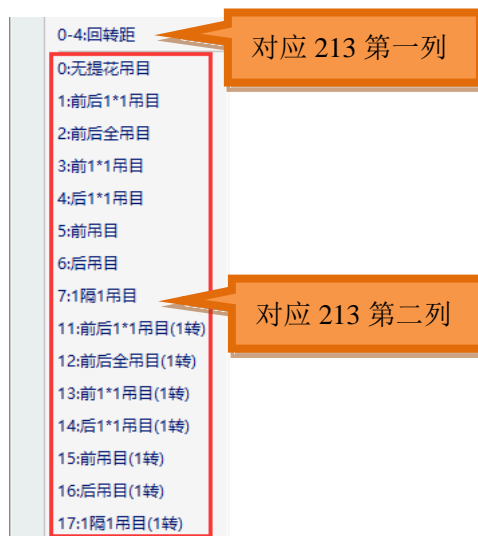 0-4:回转距
对应 213 第一列
0:无提花吊目
1:前后1*1吊目
2:前后全吊目
3:前1*1吊目
4:后1*1吊目
5:前吊目
6:后吊目
7:1隔1吊目
对应 213 第二列
11:前后1*1吊目(1转)
12:前后全吊目(1转)
13:前1*1吊目(1转)
14:后1*1吊目(1转)
15:前吊目(1转)
16:后吊目(1转)
17:1隔1吊目(1转)